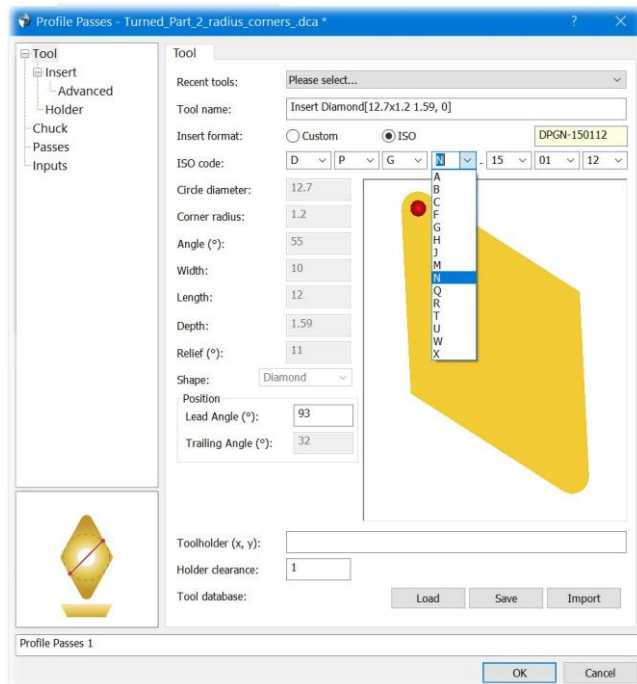 Profile Passes - Turned_Part_2_radius_corners_.dca *
? X
Tool
Insert
Advanced
Holder
Chuck
Passes
Inputs
Tool
Recent tools: Please select...
Tool name: Insert Diamond[12.7x1.2 1.59, 0]
Insert format: Custom ISO DPGN-150112
ISO code: D P G N - 15 01 12
A
B
C
F
G
H
J
M
N
Q
R
T
U
W
X
Circle diameter: 12.7
Corner radius: 1.2
Angle (°): 55
Width: 10
Length: 12
Depth: 1.59
Relief (°): 11
Shape: Diamond
Position
Lead Angle (°): 93
Trailing Angle (°): 32
Toolholder (x, y):
Holder clearance: 1
Tool database: Load Save Import
Profile Passes 1
OK Cancel